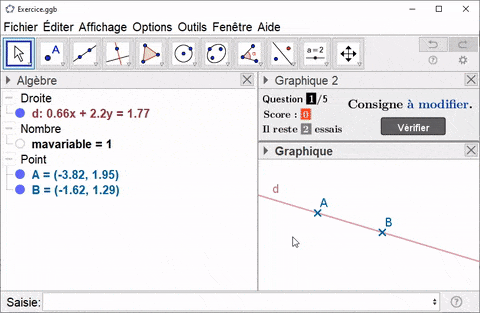 Exercice.ggb
Fichier Éditer Affichage Options Outils Fenêtre Aide
A
a = 2
Algèbre
Droite
d: 0.66x + 2.2y = 1.77
Nombre
mavariable = 1
Point
A = (-3.82, 1.95)
B = (-1.62, 1.29)
Graphique 2
Question 1/5
Score : 0
Il reste 2 essais
Consigne à modifier.
Vérifier
Graphique
d
A
B
Saisie: